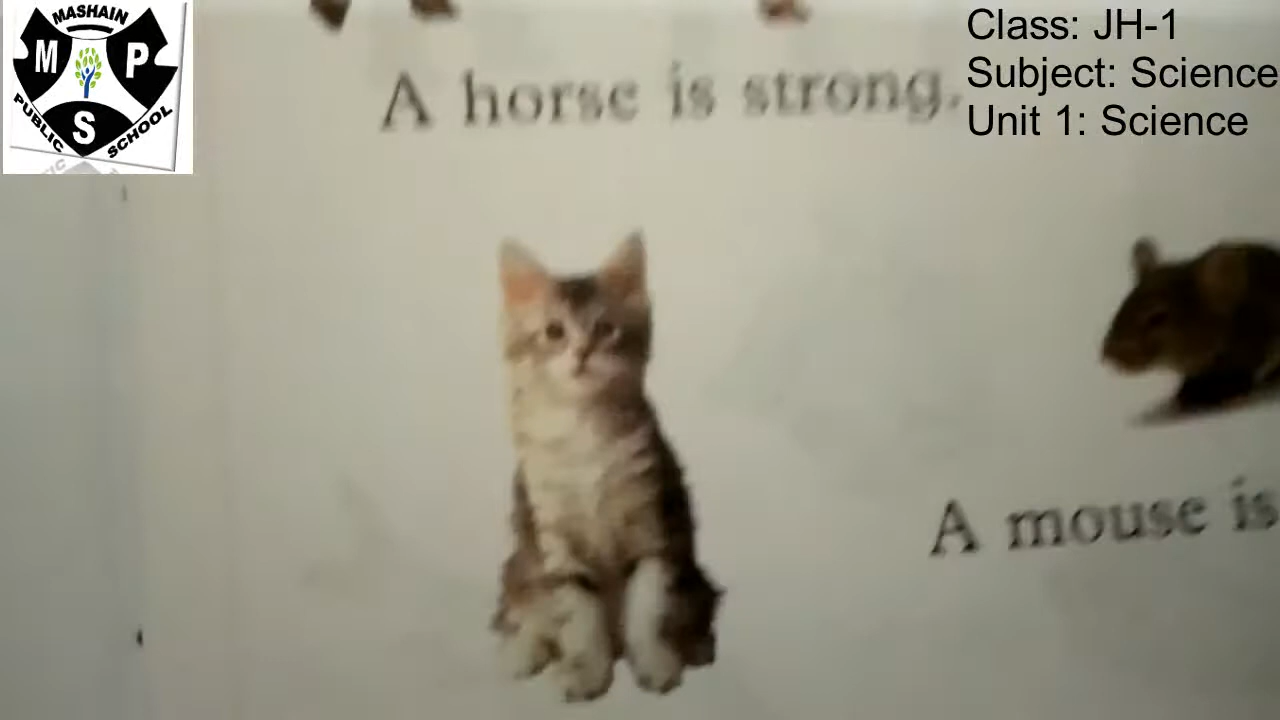 MASHAIN
M P
S
PUBLIC SCHOOL
Class: JH-1
Subject: Science
Unit 1: Science
A horse is strong.
A mouse is